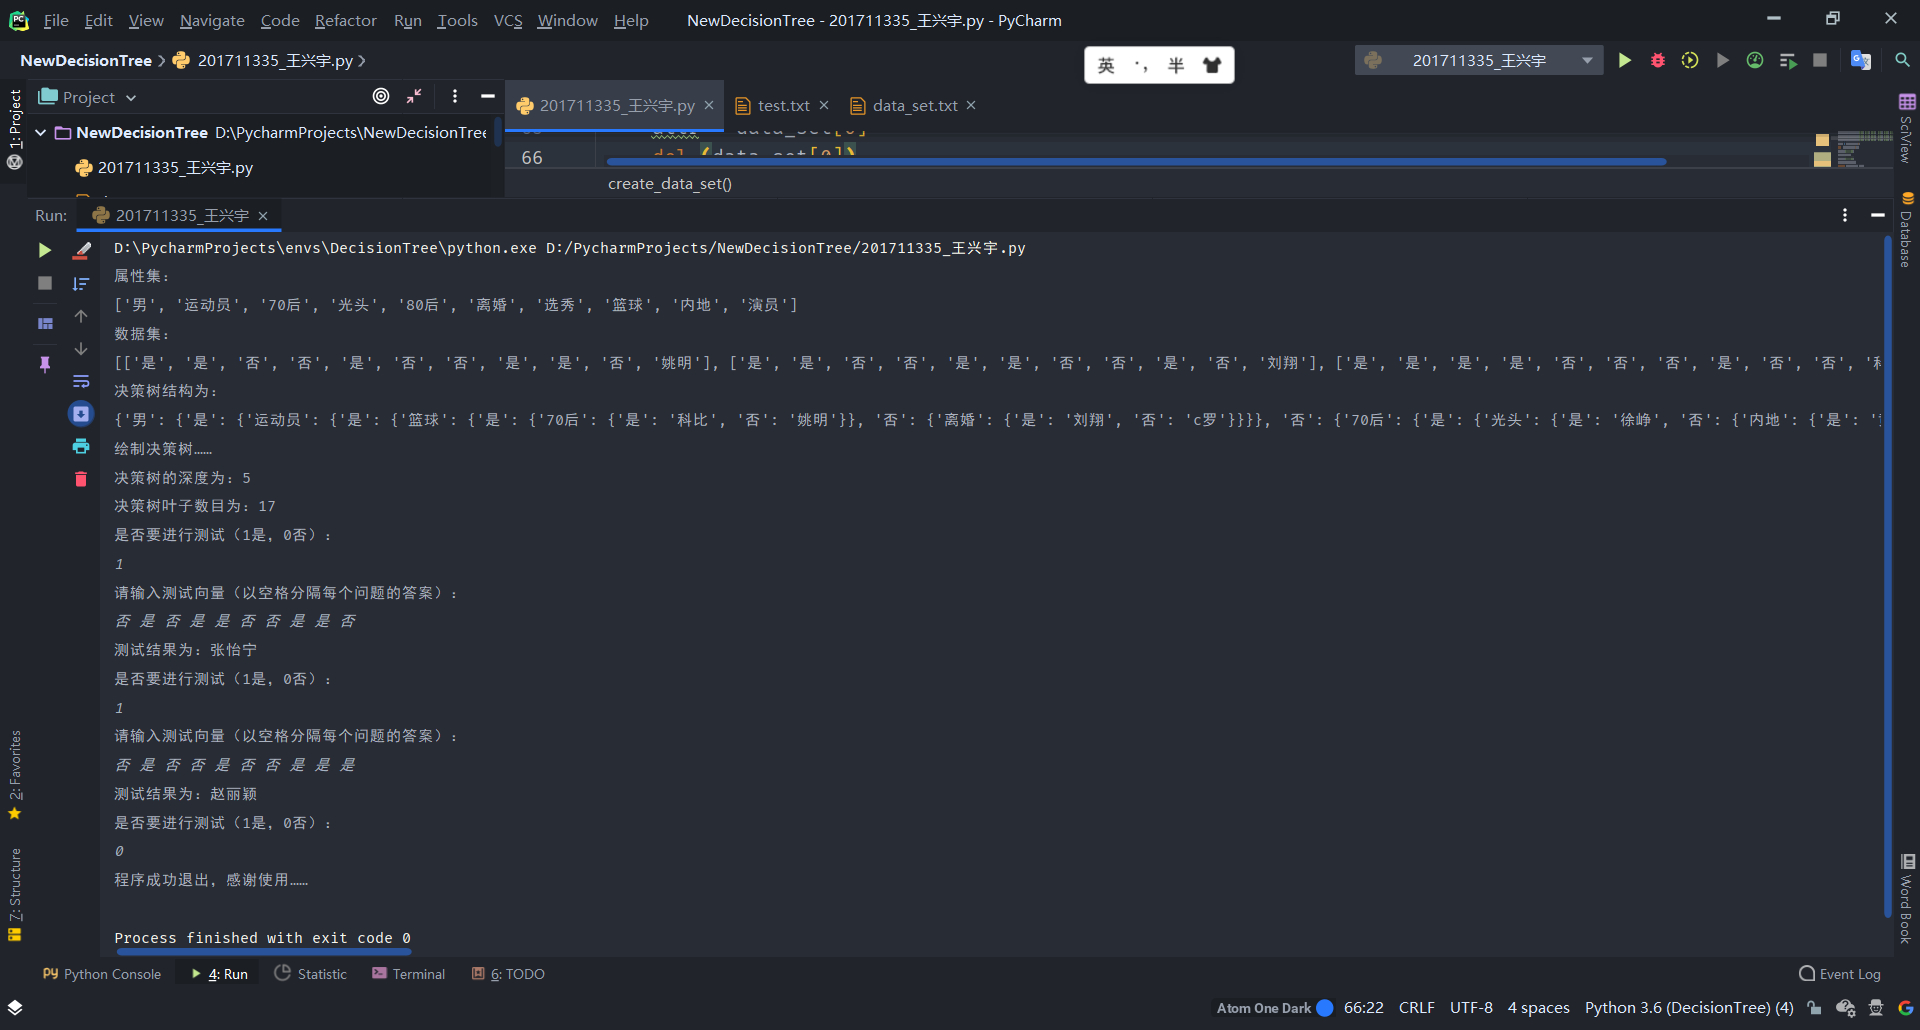 File Edit View Navigate Code Refactor Run Tools VCS Window Help NewDecisionTree - 201711335_王兴宇.py - PyCharm
NewDecisionTree 201711335_王兴宇.py
英 半
201711335_王兴宇
Project
201711335_王兴宇.py
test.txt
data_set.txt
NewDecisionTree D:\PycharmProjects\NewDecisionTree
201711335_王兴宇.py
66
create_data_set()
Run: 201711335_王兴宇
D:\PycharmProjects\envs\DecisionTree\python.exe D:/PycharmProjects/NewDecisionTree/201711335_王兴宇.py
属性集:
['男', '运动员', '70后', '光头', '80后', '离婚', '选秀', '篮球', '内地', '演员']
数据集:
[['是', '是', '否', '否', '是', '否', '否', '是', '是', '否', '姚明'], ['是', '是', '否', '否', '是', '是', '否', '否', '是', '否', '刘翔'], ['是', '是', '是', '是', '否', '否', '否', '是', '否', '否', '科
决策树结构为:
{'男': {'是': {'运动员': {'是': {'篮球': {'是': {'70后': {'是': '科比', '否': '姚明'}}, '否': {'离婚': {'是': '刘翔', '否': 'c罗'}}}}, '否': {'70后': {'是': {'光头': {'是': '徐峥', '否': {'内地': {'是': '
绘制决策树……
决策树的深度为: 5
决策树叶子数目为: 17
是否要进行测试（1是, 0否）:
1
请输入测试向量（以空格分隔每个问题的答案）:
否 是 否 是 是 否 否 是 是 否
测试结果为: 张怡宁
是否要进行测试（1是, 0否）:
1
请输入测试向量（以空格分隔每个问题的答案）:
否 是 否 否 是 否 否 是 是 是
测试结果为: 赵丽颖
是否要进行测试（1是, 0否）:
0
程序成功退出, 感谢使用……
Process finished with exit code 0
1: Project
2: Favorites
7: Structure
SciView
Database
Word Book
Python Console 4: Run Statistic Terminal 6: TODO Event Log
Atom One Dark 66:22 CRLF UTF-8 4 spaces Python 3.6 (DecisionTree) (4)